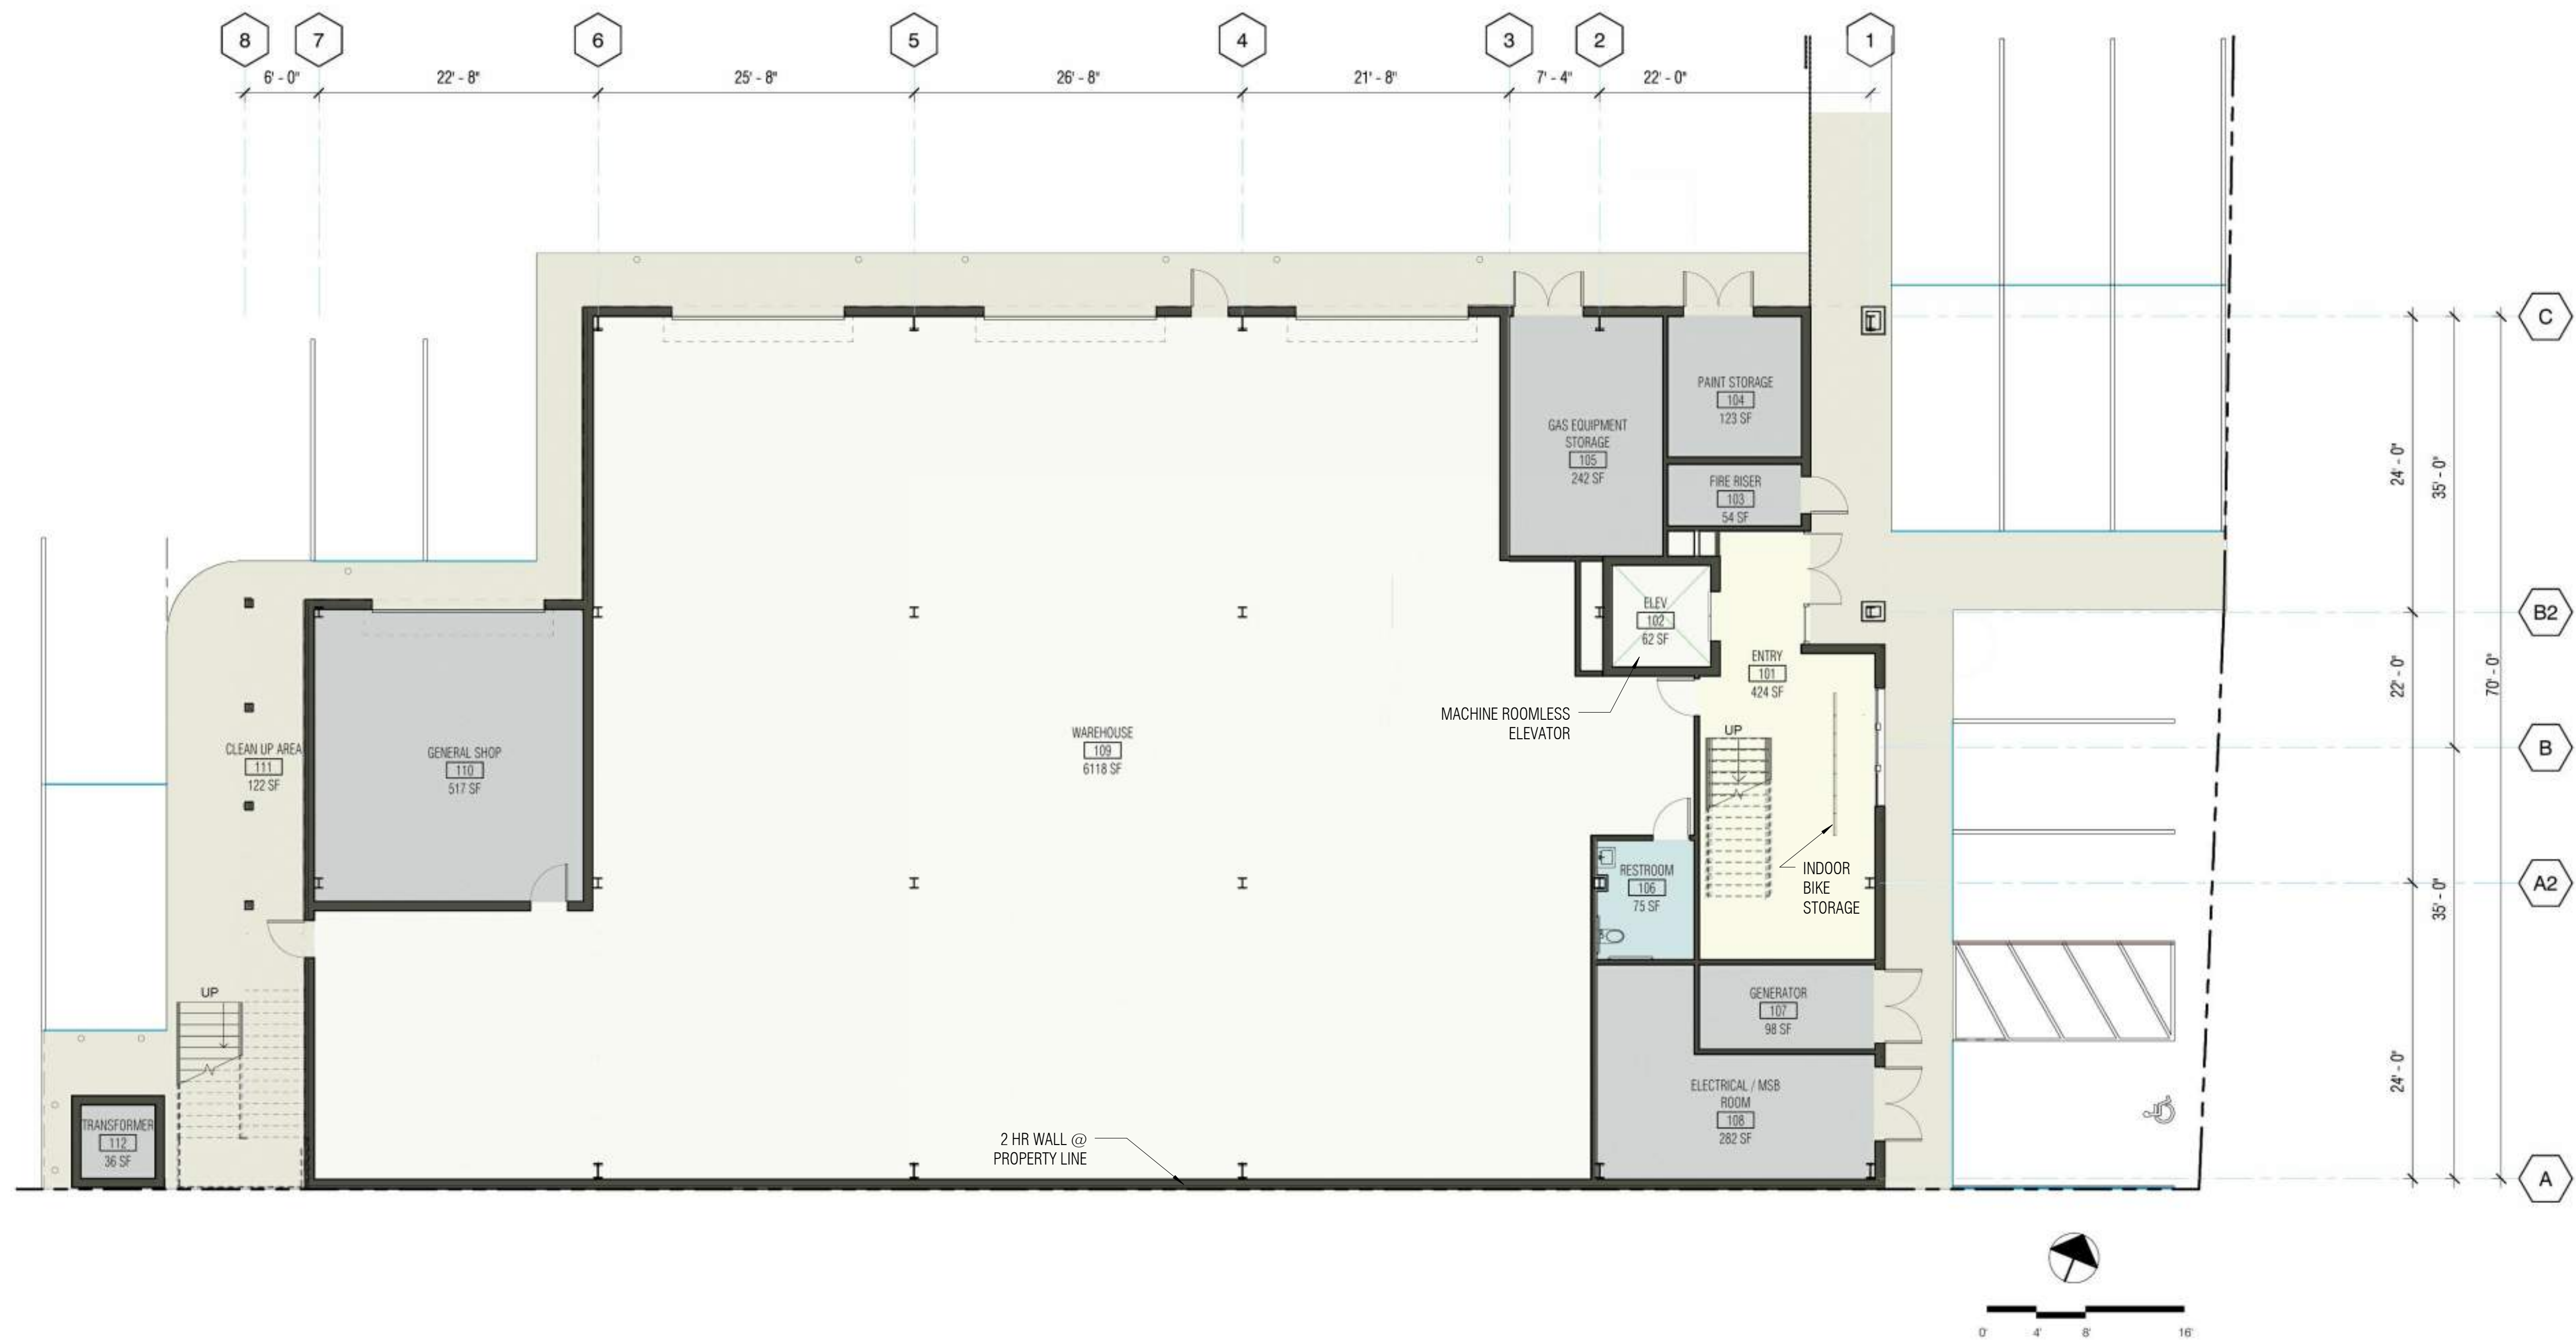 8 7 6 5 4 3 2 1
6' - 0" 22' - 8" 25' - 8" 26' - 8" 21' - 8" 7' - 4" 22' - 0"
C
B2
B
A2
A
24' - 0"
35' - 0"
22' - 0"
70' - 0"
35' - 0"
24' - 0"
PAINT STORAGE
104
123 SF
GAS EQUIPMENT
STORAGE
105
242 SF
FIRE RISER
103
54 SF
ELEV
102
62 SF
ENTRY
101
424 SF
MACHINE ROOMLESS
ELEVATOR
UP
WAREHOUSE
109
6118 SF
CLEAN UP AREA
111
122 SF
GENERAL SHOP
110
517 SF
RESTROOM
106
75 SF
INDOOR
BIKE
STORAGE
UP
GENERATOR
107
98 SF
ELECTRICAL / MSB
ROOM
108
282 SF
TRANSFORMER
112
36 SF
2 HR WALL @
PROPERTY LINE
0' 4' 8' 16'